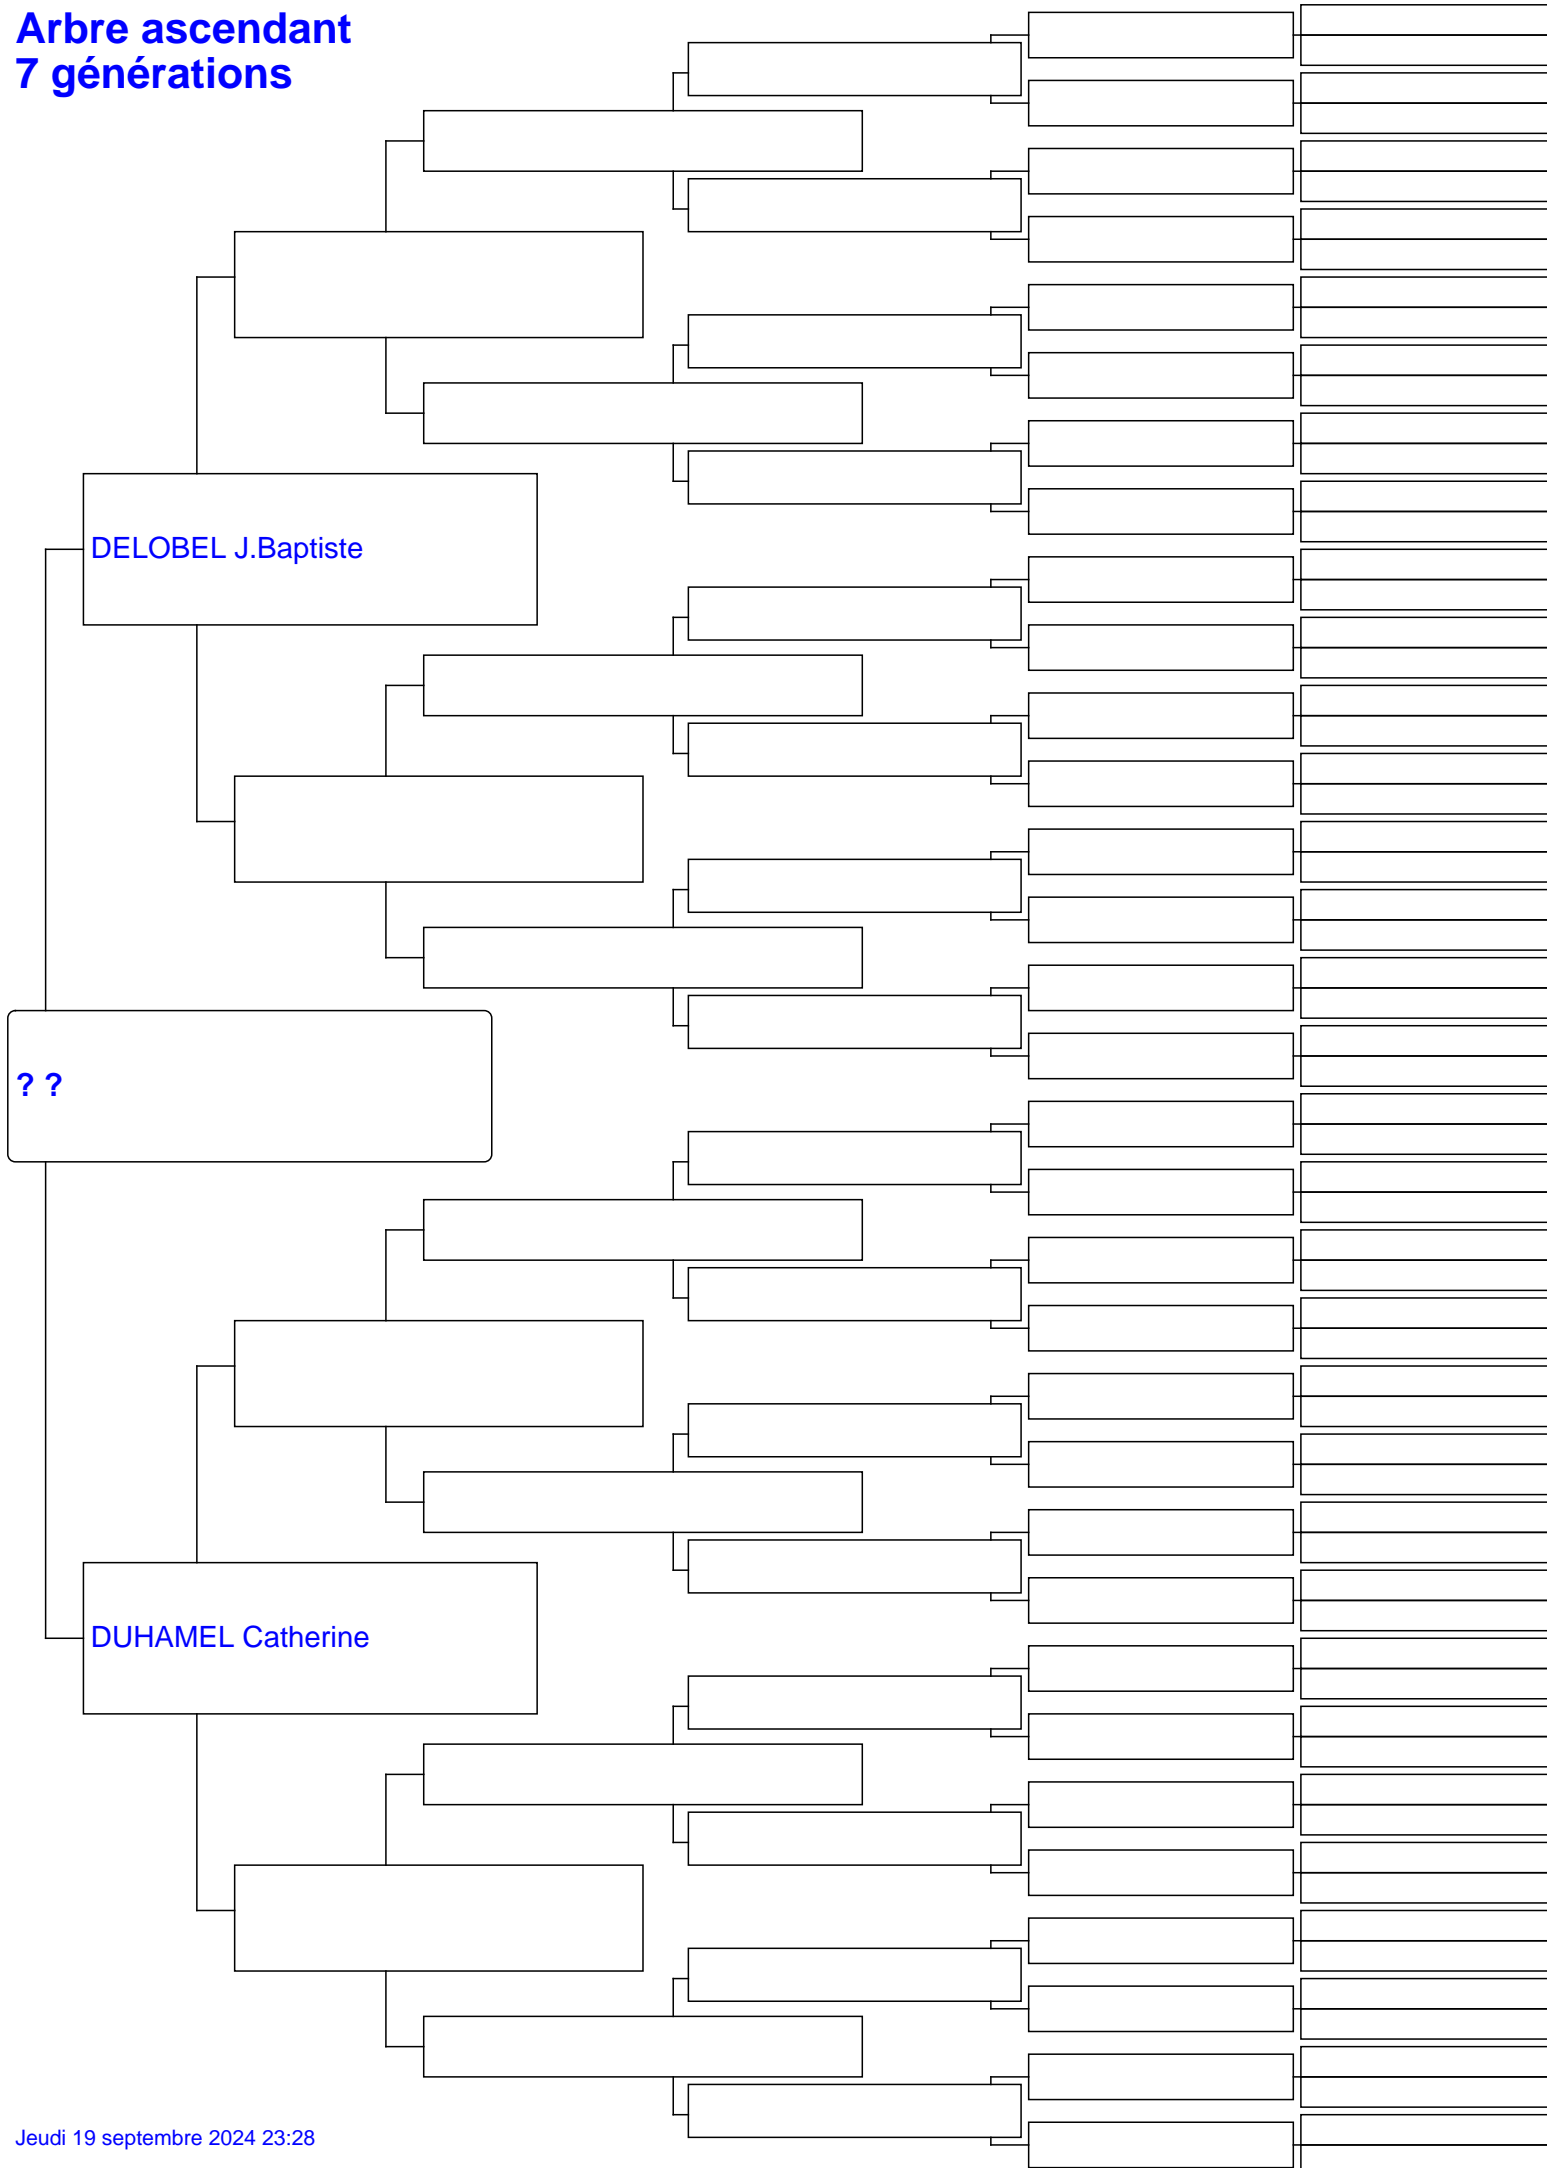 Arbre ascendant
7 générations
DELOBEL J.Baptiste
? ?
DUHAMEL Catherine
Jeudi 19 septembre 2024 23:28